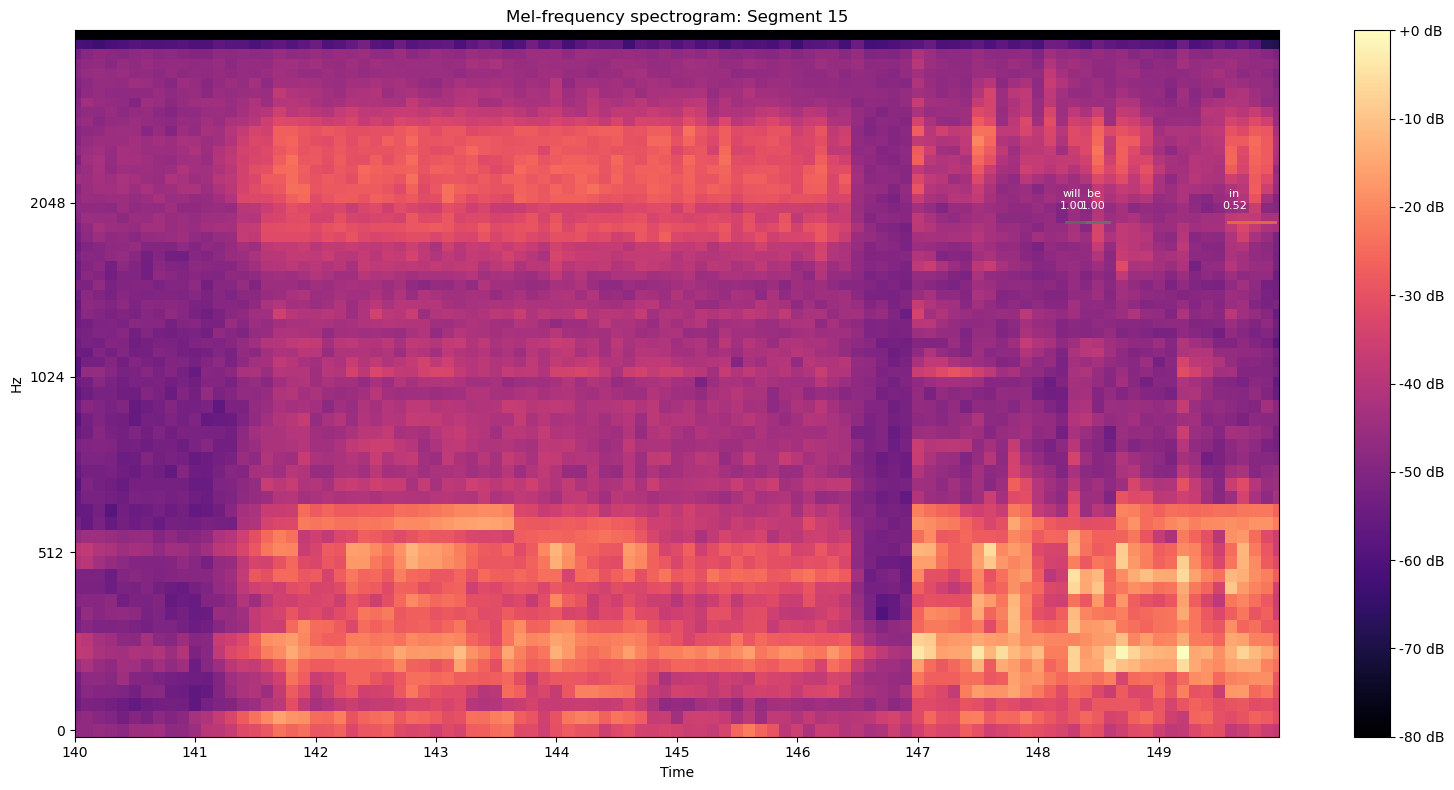 Mel-frequency spectrogram: Segment 15
+0 dB
-10 dB
-20 dB
-30 dB
-40 dB
-50 dB
-60 dB
-70 dB
-80 dB
Hz
2048
1024
512
0
will be in
1.00 1.00 0.52
140 141 142 143 144 145 146 147 148 149
Time